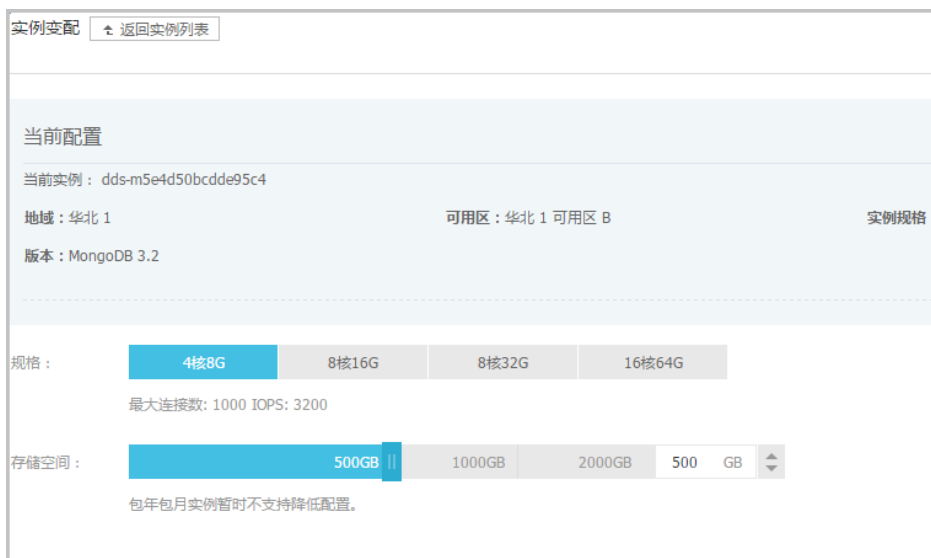 实例变配 返回实例列表
当前配置
当前实例： dds-m5e4d50bcdde95c4
地域：华北 1 可用区：华北 1 可用区 B 实例规格
版本：MongoDB 3.2
规格： 4核8G 8核16G 8核32G 16核64G
最大连接数: 1000 IOPS: 3200
存储空间： 500GB 1000GB 2000GB 500 GB
包年包月实例暂时不支持降低配置。